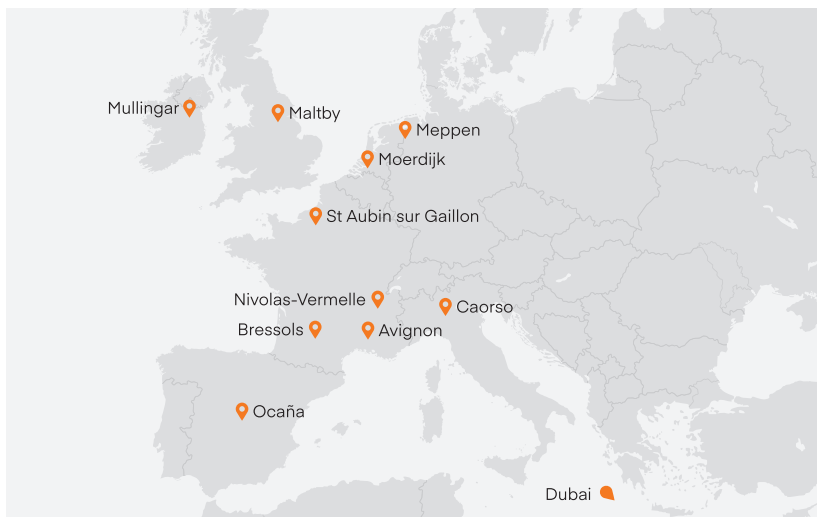 Mullingar
Maltby
Meppen
Moerdijk
St Aubin sur Gaillon
Nivolas-Vermelle
Caorso
Bressols
Avignon
Ocaña
Dubai